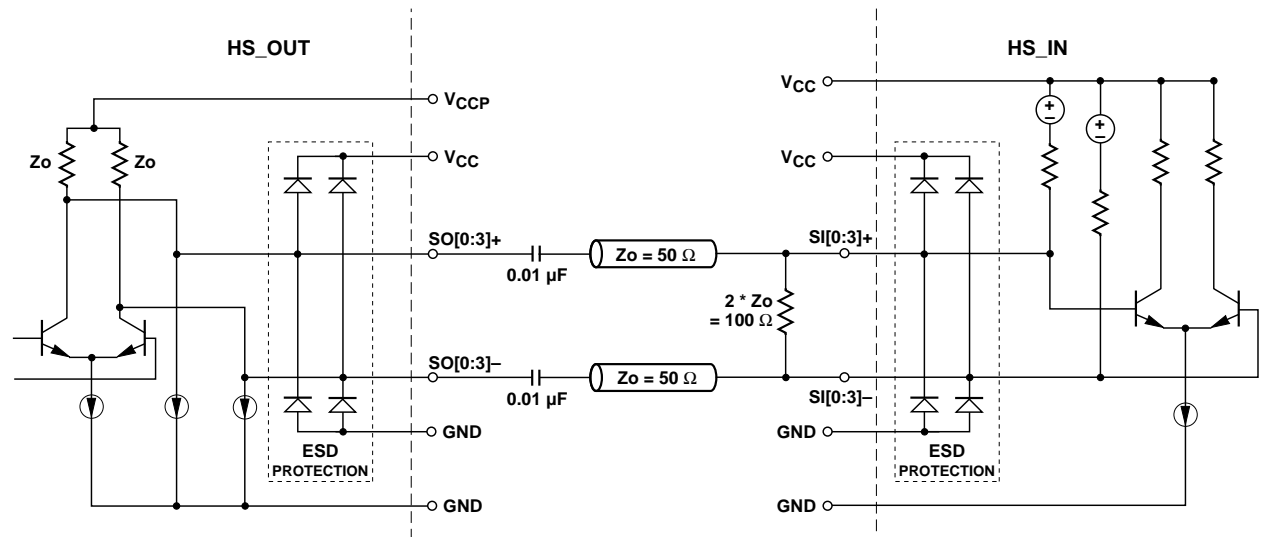 HS_OUT
HS_IN
VCCP
VCC
Zo
Zo
VCC
VCC
SO[0:3]+
0.01 µF
Zo = 50 Ω
SI[0:3]+
2 * Zo
= 100 Ω
SO[0:3]–
0.01 µF
Zo = 50 Ω
SI[0:3]–
GND
GND
ESD
PROTECTION
ESD
PROTECTION
GND
GND
+
–
+
–